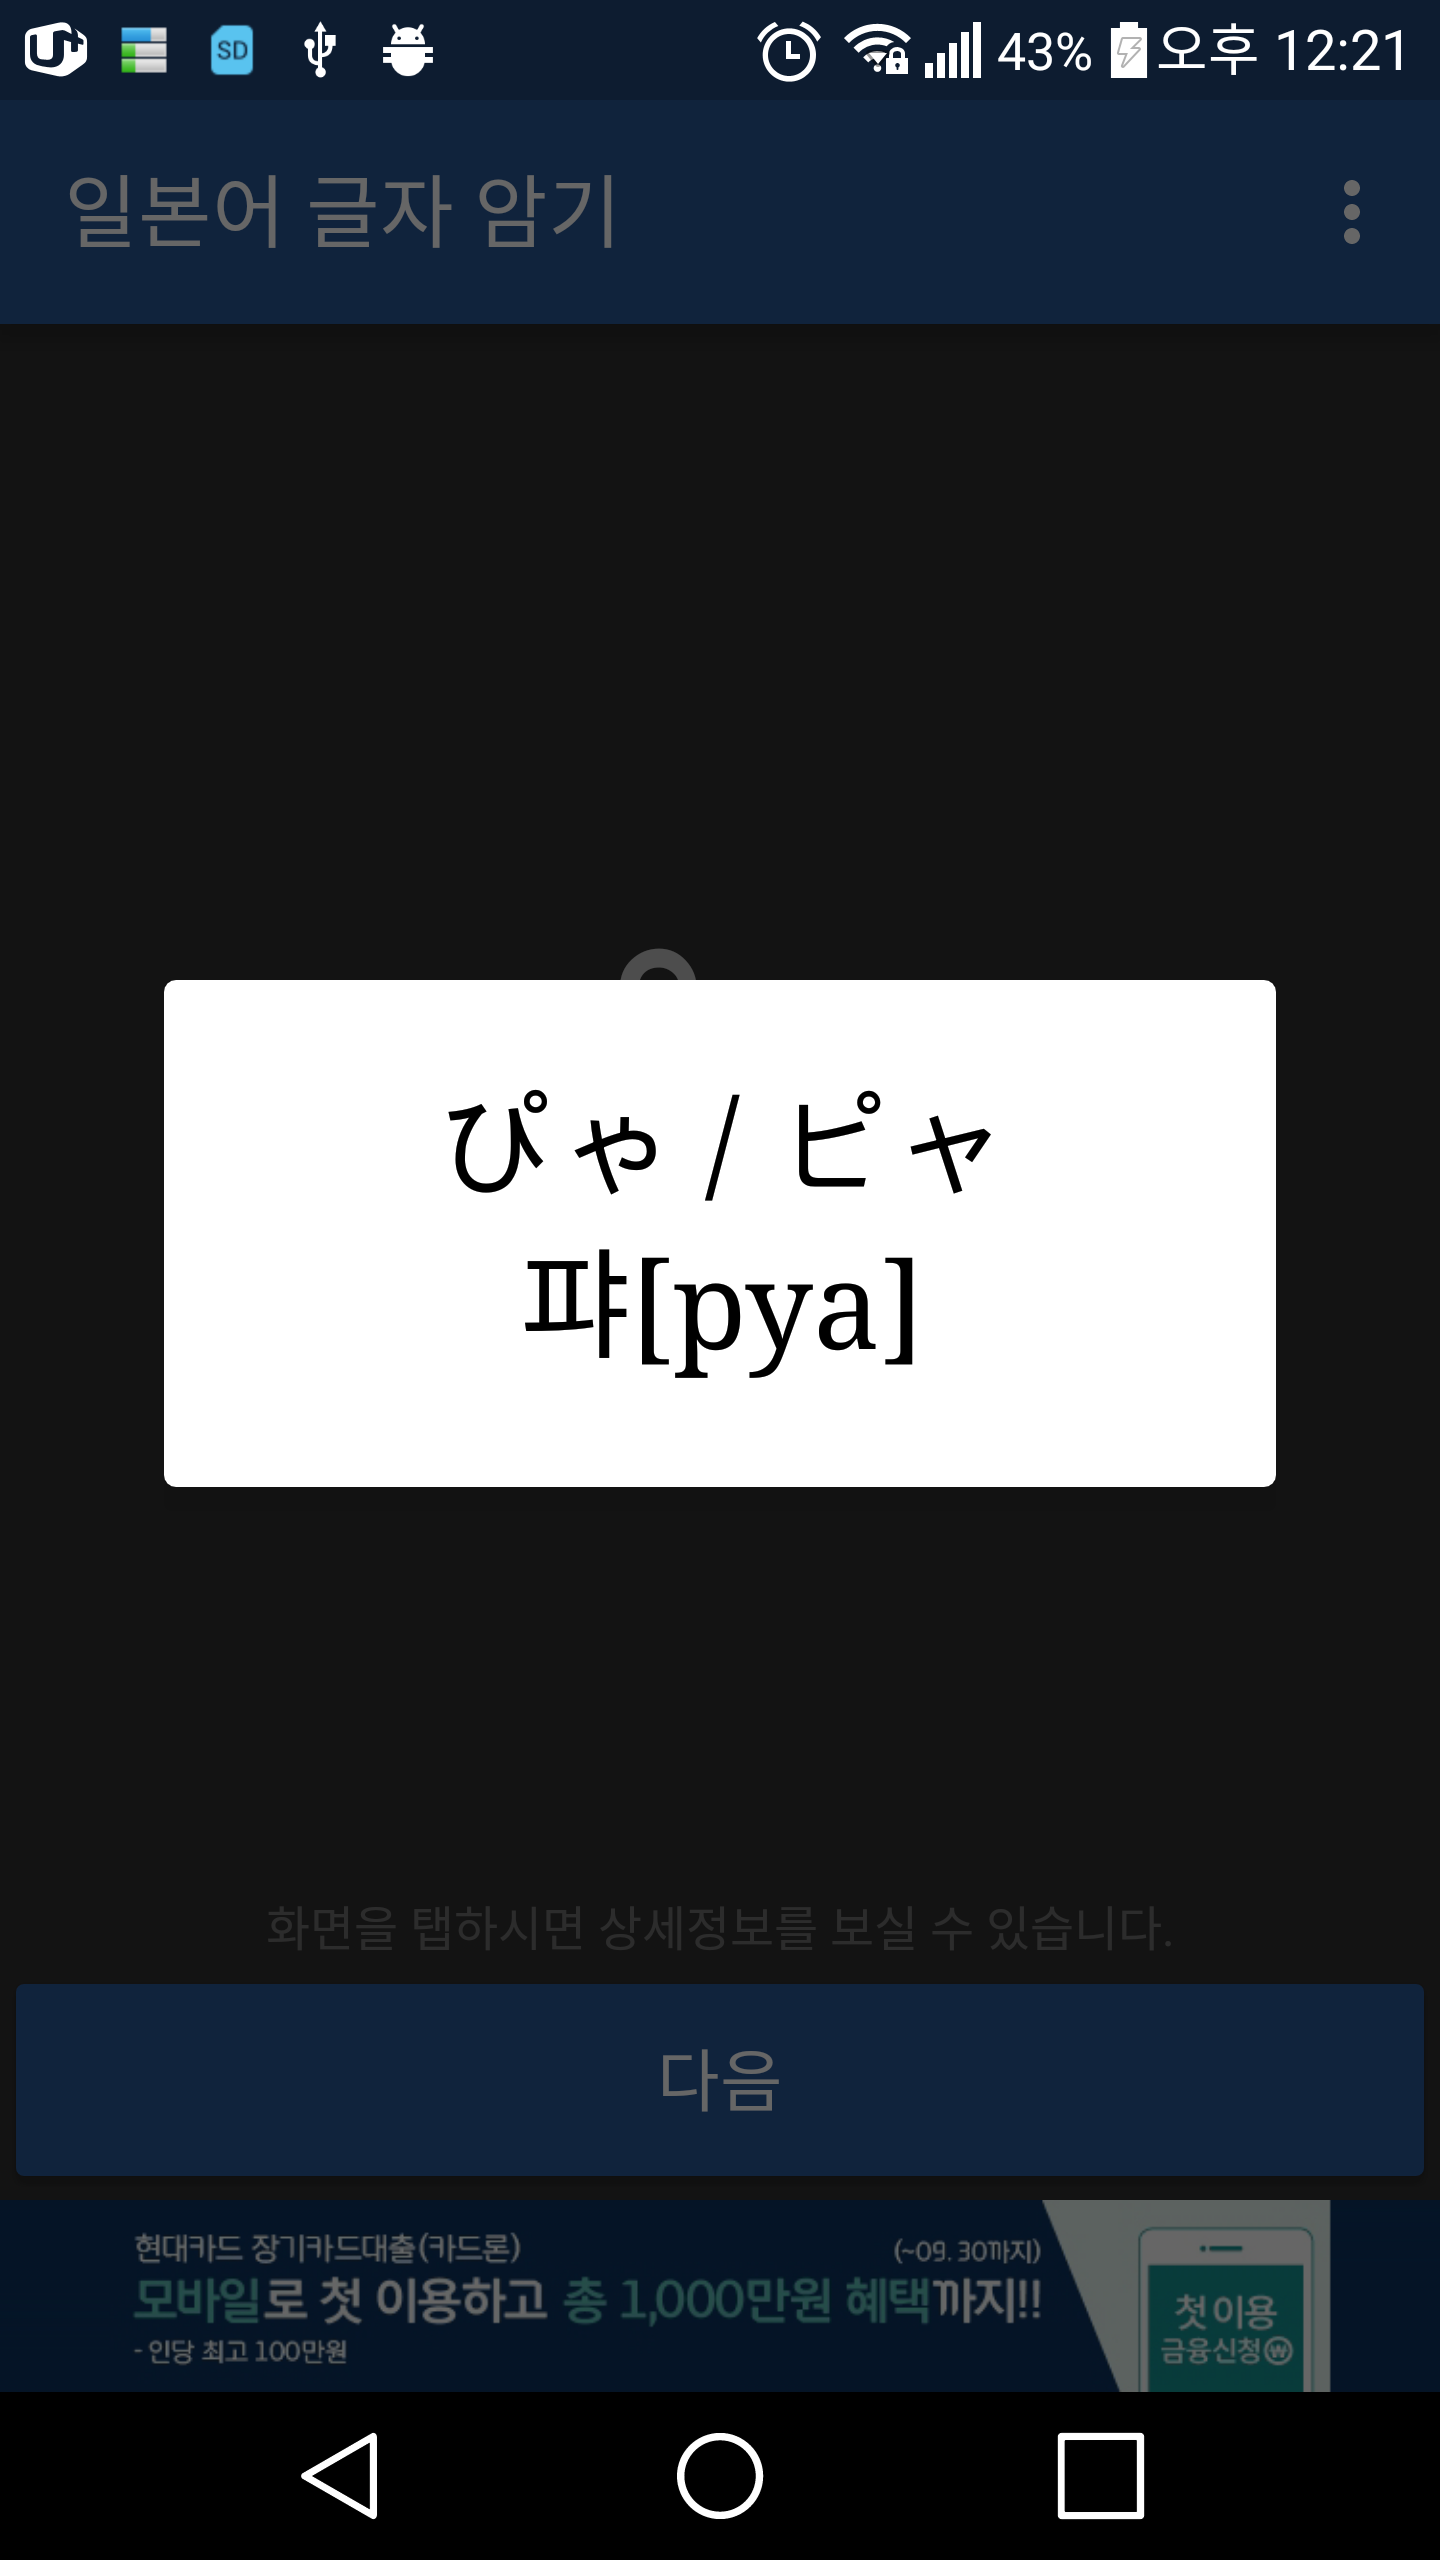 SD
43% 오후 12:21
일본어 글자 암기
ぴゃ / ピャ
퍄[pya]
화면을 탭하시면 상세정보를 보실 수 있습니다.
다음
현대카드 장기카드대출(카드론) (~09. 30까지)
모바일로 첫 이용하고 총 1,000만원 혜택까지!!
- 인당 최고 100만원
첫 이용
금융신청₩